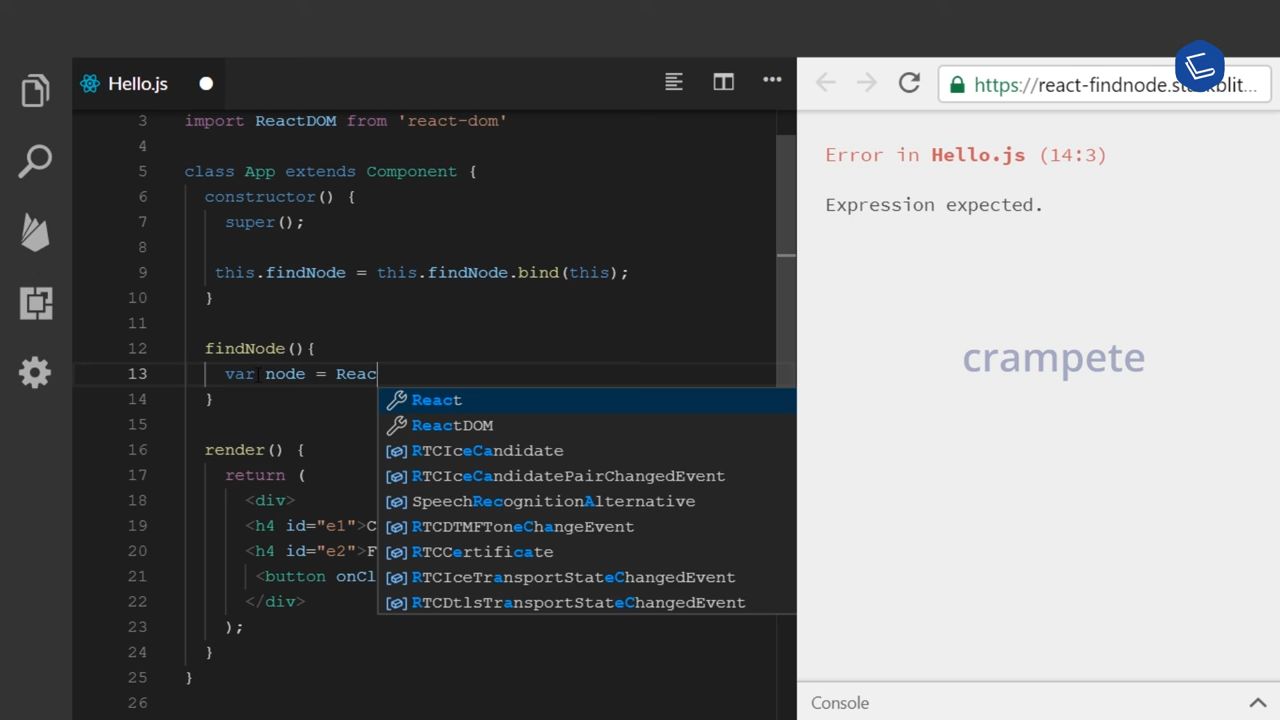 Hello.js
https://react-findnode.stackblit...
3 import ReactDOM from 'react-dom'
4
5 class App extends Component {
6 constructor() {
7 super();
8
9 this.findNode = this.findNode.bind(this);
10 }
11
12 findNode(){
13 var node = Reac
14 }
15
16 render() {
17 return (
18 <div>
19 <h4 id="e1">C
20 <h4 id="e2">F
21 <button onCl
22 </div>
23 );
24 }
25 }
26
React
ReactDOM
RTCIceCandidate
RTCIceCandidatePairChangedEvent
SpeechRecognitionAlternative
RTCDTMFToneChangeEvent
RTCCertificate
RTCIceTransportStateChangedEvent
RTCDtlsTransportStateChangedEvent
Error in Hello.js (14:3)
Expression expected.
crampete
Console